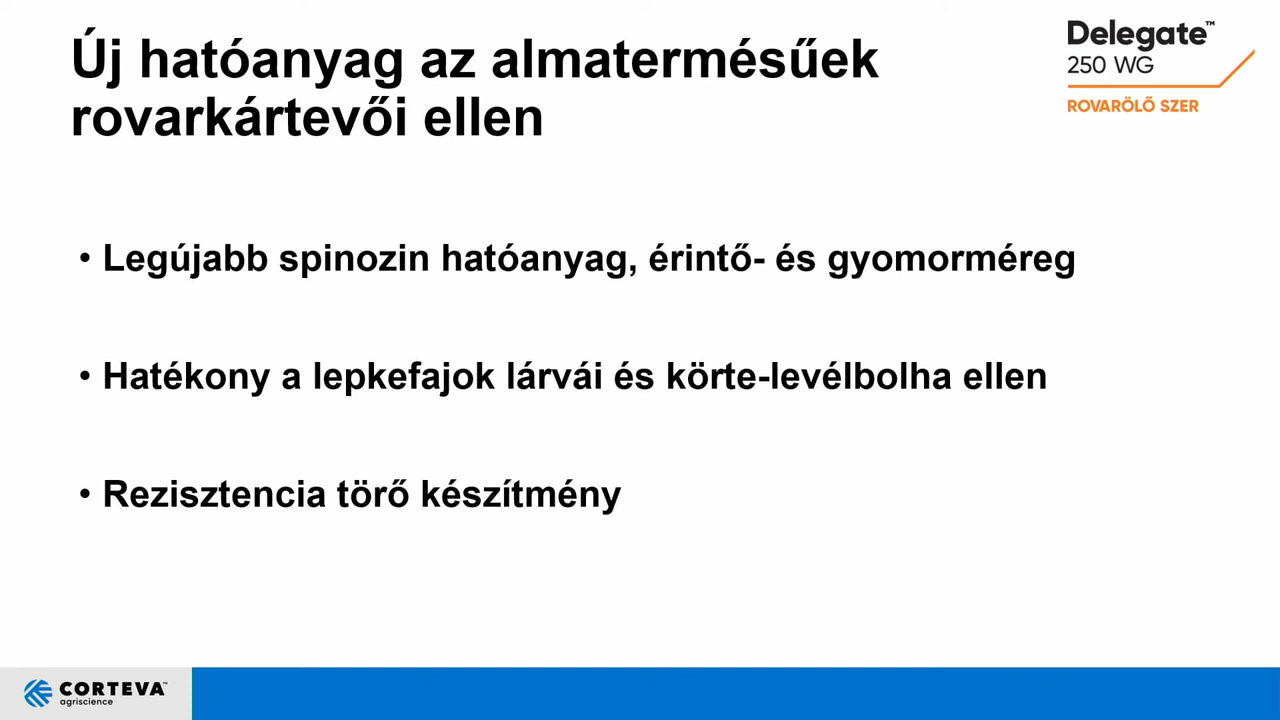 Új hatóanyag az almatermésűek
rovarkártevői ellen
Delegate™
250 WG
ROVARÖLŐ SZER
• Legújabb spinozin hatóanyag, érintő- és gyomorméreg
• Hatékony a lepkefajok lárvái és körte-levélbolha ellen
• Rezisztencia törő készítmény
CORTEVA™
agriscience